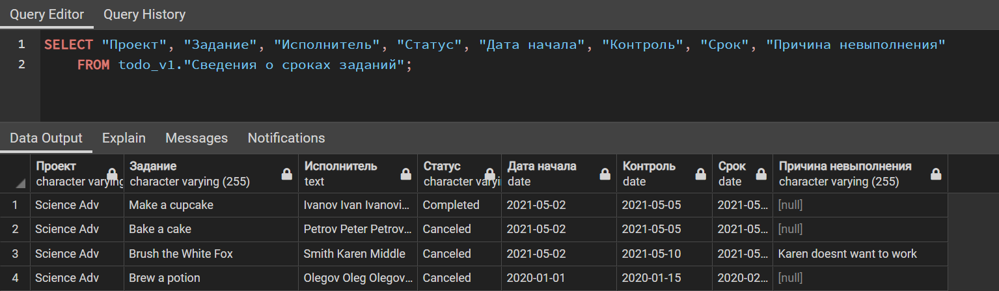 Query Editor Query History
1 SELECT "Проект", "Задание", "Исполнитель", "Статус", "Дата начала", "Контроль", "Срок", "Причина невыполнения"
2 FROM todo_v1."Сведения о сроках заданий";
Data Output Explain Messages Notifications
Проект Задание Исполнитель Статус Дата начала Контроль Срок Причина невыполнения
character varying character varying (255) text character varyi date date date character varying (255)
1 Science Adv Make a cupcake Ivanov Ivan Ivanovi... Completed 2021-05-02 2021-05-05 2021-05... [null]
2 Science Adv Bake a cake Petrov Peter Petrov... Canceled 2021-05-02 2021-05-05 2021-05... [null]
3 Science Adv Brush the White Fox Smith Karen Middle Canceled 2021-05-02 2021-05-10 2021-05... Karen doesnt want to work
4 Science Adv Brew a potion Olegov Oleg Olegov... Canceled 2020-01-01 2020-01-15 2020-02... [null]